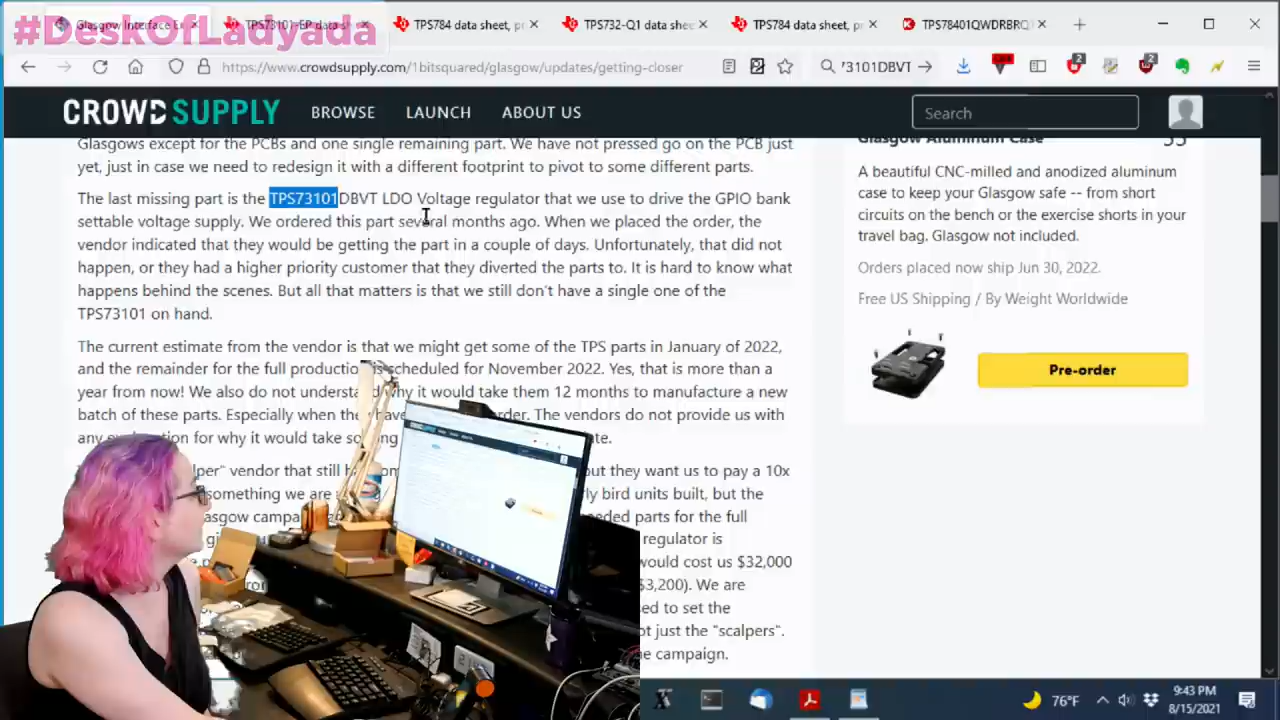 #DeskOfLadyada
Glasgow Interface Ex
TPS73101-EP data sh
TPS784 data sheet, p
TPS732-Q1 data sheet
TPS784 data sheet, p
TPS78401QWDRBRQ
https://www.crowdsupply.com/1bitsquared/glasgow/updates/getting-closer
73101DBVT
OFF
2
2
CROWD SUPPLY
BROWSE
LAUNCH
ABOUT US
Search
Glasgows except for the PCBs and one single remaining part. We have not pressed go on the PCB just
yet, just in case we need to redesign it with a different footprint to pivot to some different parts.
The last missing part is the TPS73101DBVT LDO Voltage regulator that we use to drive the GPIO bank
settable voltage supply. We ordered this part several months ago. When we placed the order, the
vendor indicated that they would be getting the part in a couple of days. Unfortunately, that did not
happen, or they had a higher priority customer that they diverted the parts to. It is hard to know what
happens behind the scenes. But all that matters is that we still don't have a single one of the
TPS73101 on hand.
The current estimate from the vendor is that we might get some of the TPS parts in January of 2022,
and the remainder for the full production is scheduled for November 2022. Yes, that is more than a
year from now! We also do not understand why it would take them 12 months to manufacture a new
batch of these parts. Especially when they have order. The vendors do not provide us with
any for why it would take so
vendor that still but they want us to pay a 10x
something we are bird units built, but the
campa parts for the full
regulator is
would cost us $32,000
$3,200). We are
to set the
not just the "scalpers".
campaign.
Glasgow Aluminum Case
A beautiful CNC-milled and anodized aluminum
case to keep your Glasgow safe -- from short
circuits on the bench or the exercise shorts in your
travel bag. Glasgow not included.
Orders placed now ship Jun 30, 2022.
Free US Shipping / By Weight Worldwide
Pre-order
76°F
9:43 PM
8/15/2021